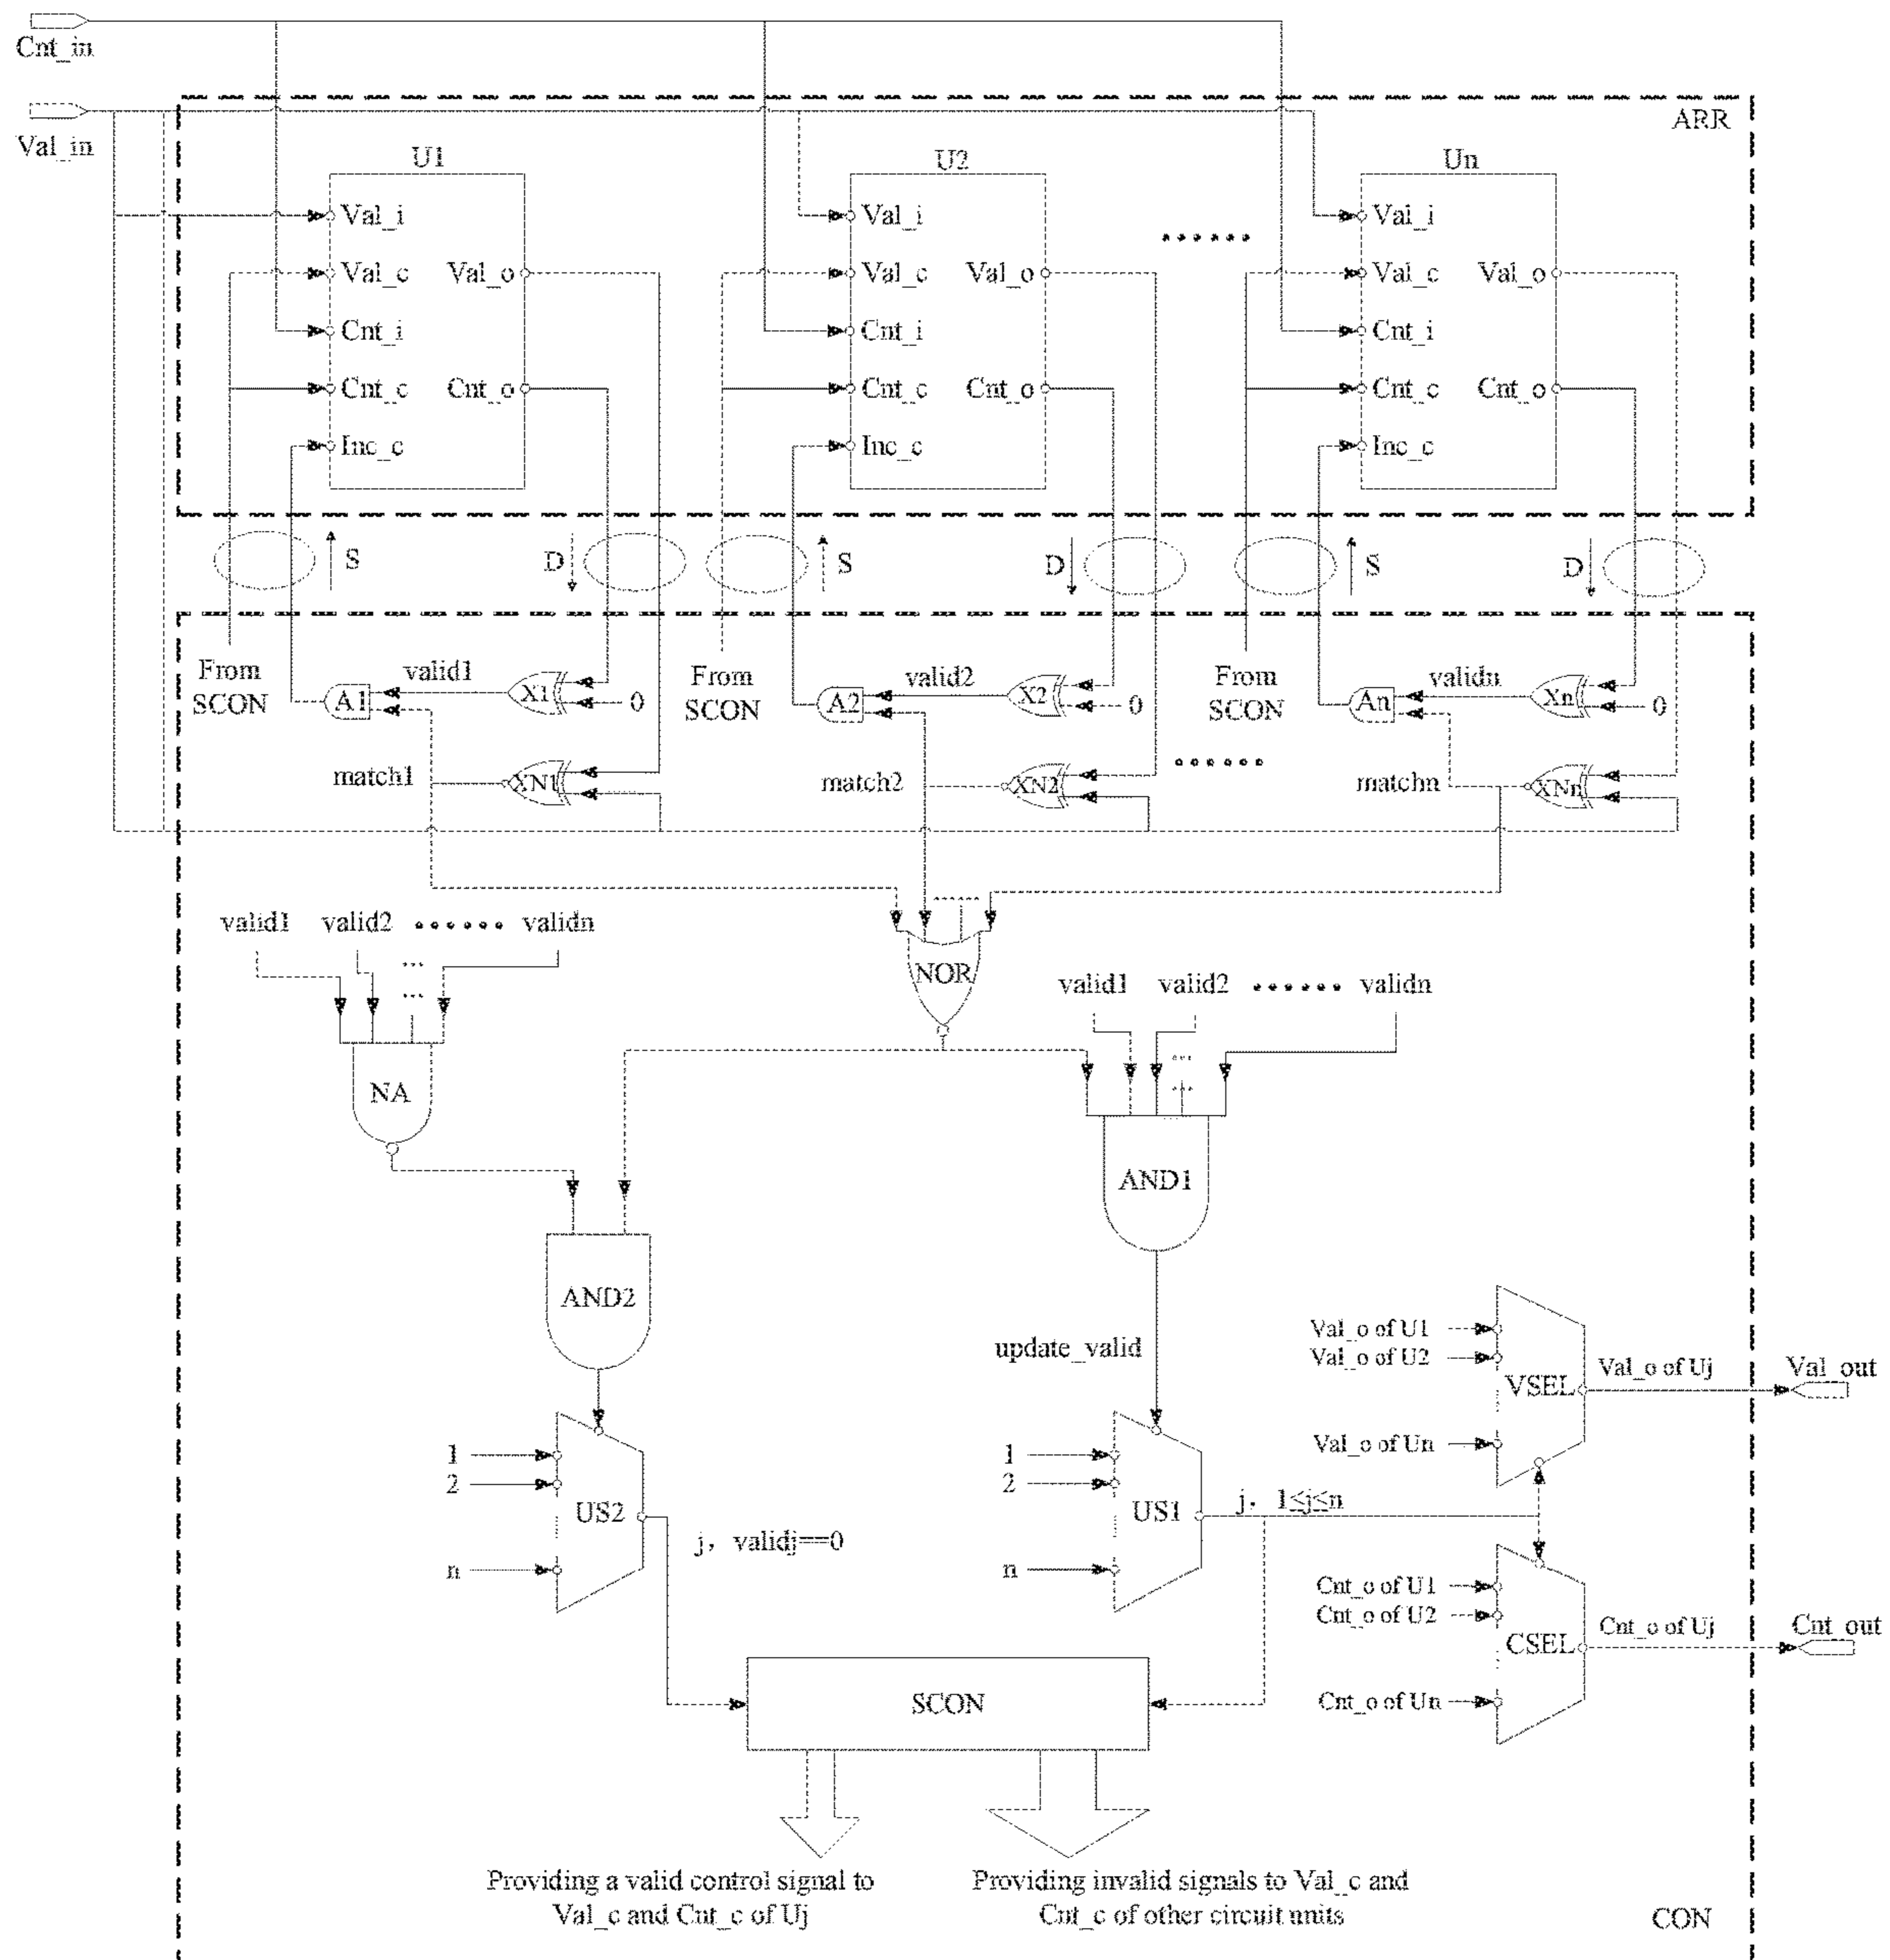 Cnt_in
Val_in
ARR
U1
U2
Un
Val_i
Val_i
Val_i
Val_c
Val_o
Val_c
Val_o
Val_c
Val_o
Cnt_i
Cnt_i
Cnt_i
Cnt_c
Cnt_o
Cnt_c
Cnt_o
Cnt_c
Cnt_o
Inc_c
Inc_c
Inc_c
S
D
S
D
S
D
From
SCON
A1
valid1
X1
0
From
SCON
A2
valid2
X2
0
From
SCON
An
validn
Xn
0
match1
XN1
match2
XN2
matchn
XNn
valid1
valid2
validn
NOR
valid1
valid2
validn
NA
AND1
AND2
update_valid
Val_o of U1
Val_o of U2
VSEL
Val_o of Uj
Val_out
Val_o of Un
1
2
US2
n
j, validj==0
1
2
US1
n
j, 1≤j≤n
Cnt_o of U1
Cnt_o of U2
CSEL
Cnt_o of Uj
Cnt_out
Cnt_o of Un
SCON
Providing a valid control signal to
Val_c and Cnt_c of Uj
Providing invalid signals to Val_c and
Cnt_c of other circuit units
CON